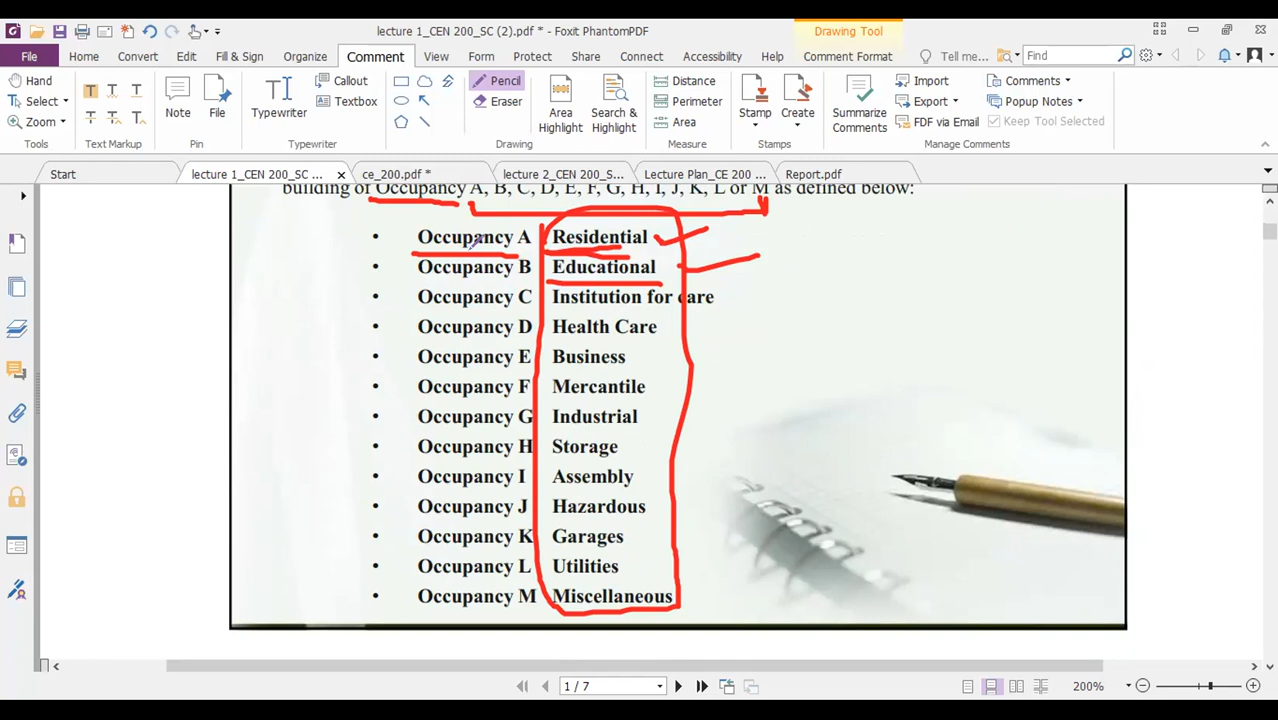 lecture 1_CEN 200_SC (2).pdf * - Foxit PhantomPDF
Drawing Tool
File Home Convert Edit Fill & Sign Organize Comment View Form Protect Share Connect Accessibility Help Comment Format Tell me... Find
Hand
Select
Zoom
Tools
Text Markup
Note
File
Pin
Typewriter
Callout
Textbox
Typewriter
Pencil
Eraser
Drawing
Area Highlight
Search & Highlight
Distance
Perimeter
Area
Measure
Stamp
Create
Stamps
Summarize Comments
Import
Export
FDF via Email
Comments
Popup Notes
Keep Tool Selected
Manage Comments
Start
lecture 1_CEN 200_SC ...
ce_200.pdf *
lecture 2_CEN 200_S...
Lecture Plan_CE 200 ...
Report.pdf
building of Occupancy A, B, C, D, E, F, G, H, I, J, K, L or M as defined below:
• Occupancy A Residential
• Occupancy B Educational
• Occupancy C Institution for care
• Occupancy D Health Care
• Occupancy E Business
• Occupancy F Mercantile
• Occupancy G Industrial
• Occupancy H Storage
• Occupancy I Assembly
• Occupancy J Hazardous
• Occupancy K Garages
• Occupancy L Utilities
• Occupancy M Miscellaneous
1 / 7
200%